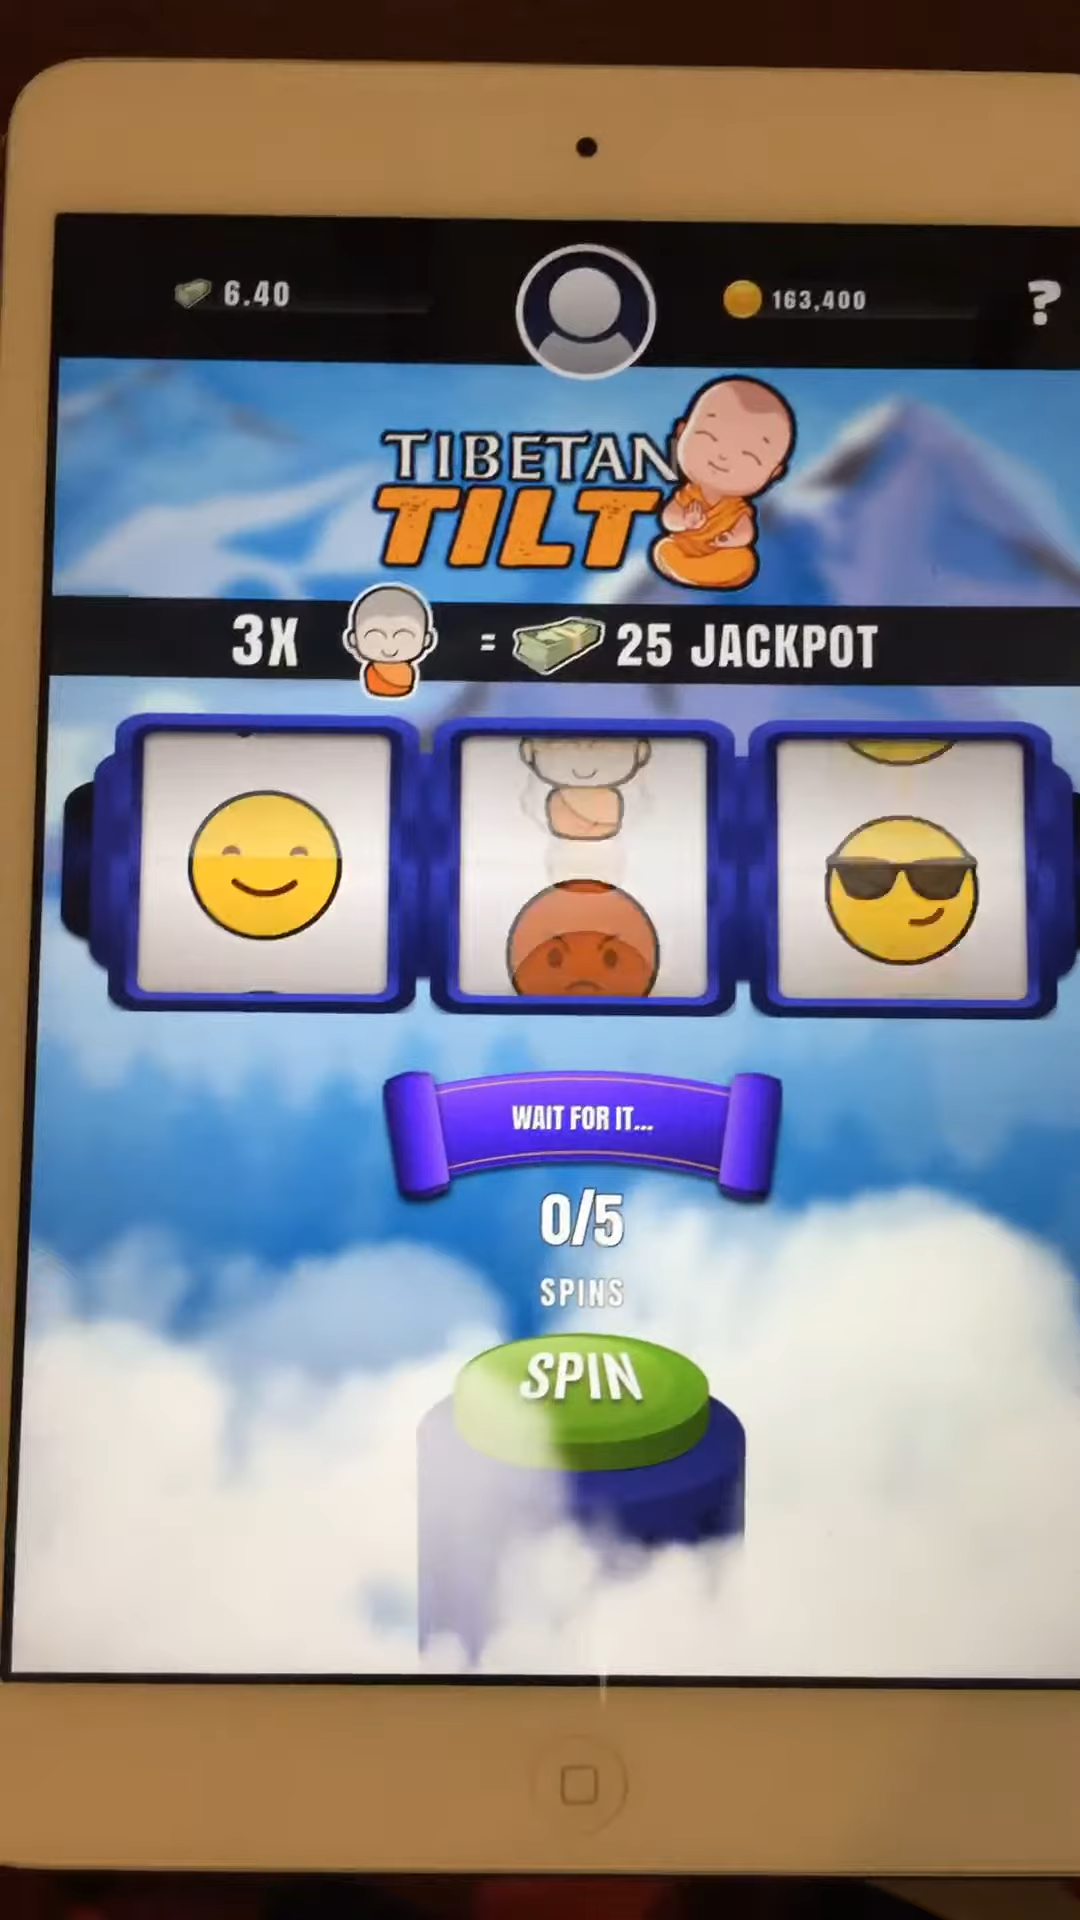 6.40
163,400
?
TIBETAN
TILT
3X = 25 JACKPOT
WAIT FOR IT...
0/5
SPINS
SPIN